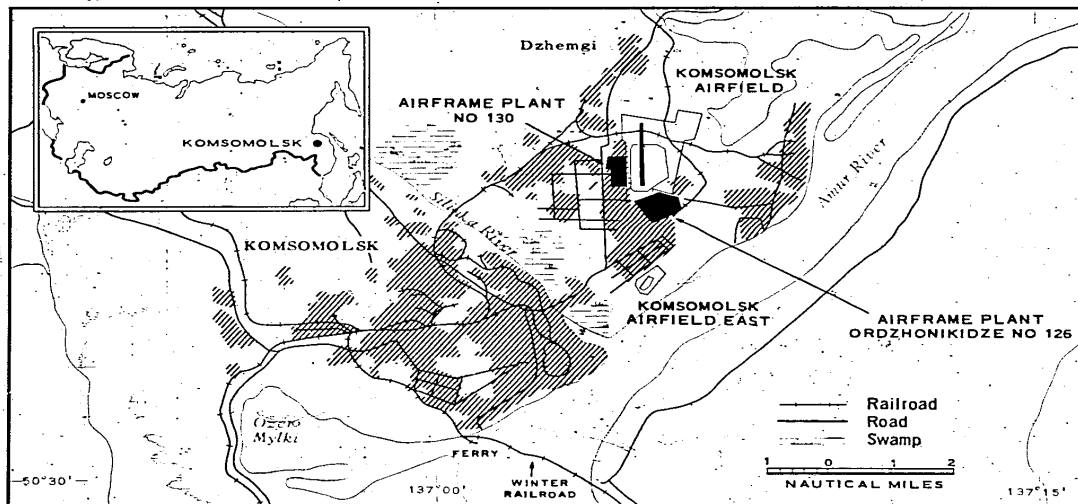 MOSCOW
KOMSOMOLSK
Dzhemgi
KOMSOMOLSK
AIRFIELD
AIRFRAME PLANT
NO 130
Amur River
Silinka River
KOMSOMOLSK
KOMSOMOLSK
AIRFIELD EAST
AIRFRAME PLANT
ORDZHONIKIDZE NO 126
Ozero
Mylki
FERRY
WINTER
RAILROAD
Railroad
Road
Swamp
1 0 1 2
NAUTICAL MILES
50°30'
137°00'
137°15'